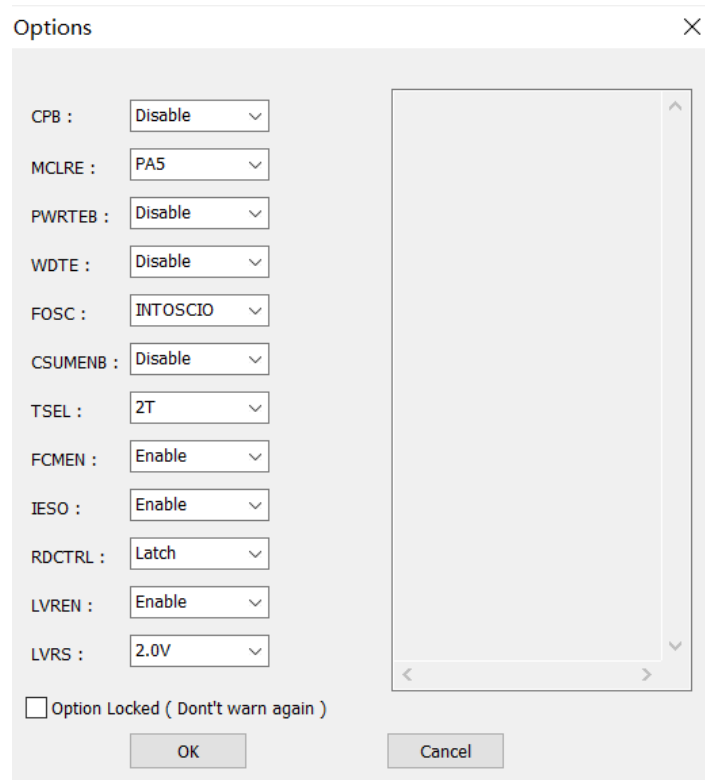 Options
CPB : Disable
MCLRE : PA5
PWRTEB : Disable
WDTE : Disable
FOSC : INTOSCIO
CSUMENB : Disable
TSEL : 2T
FCMEN : Enable
IESO : Enable
RDCTRL : Latch
LVREN : Enable
LVRS : 2.0V
Option Locked ( Dont't warn again )
OK Cancel